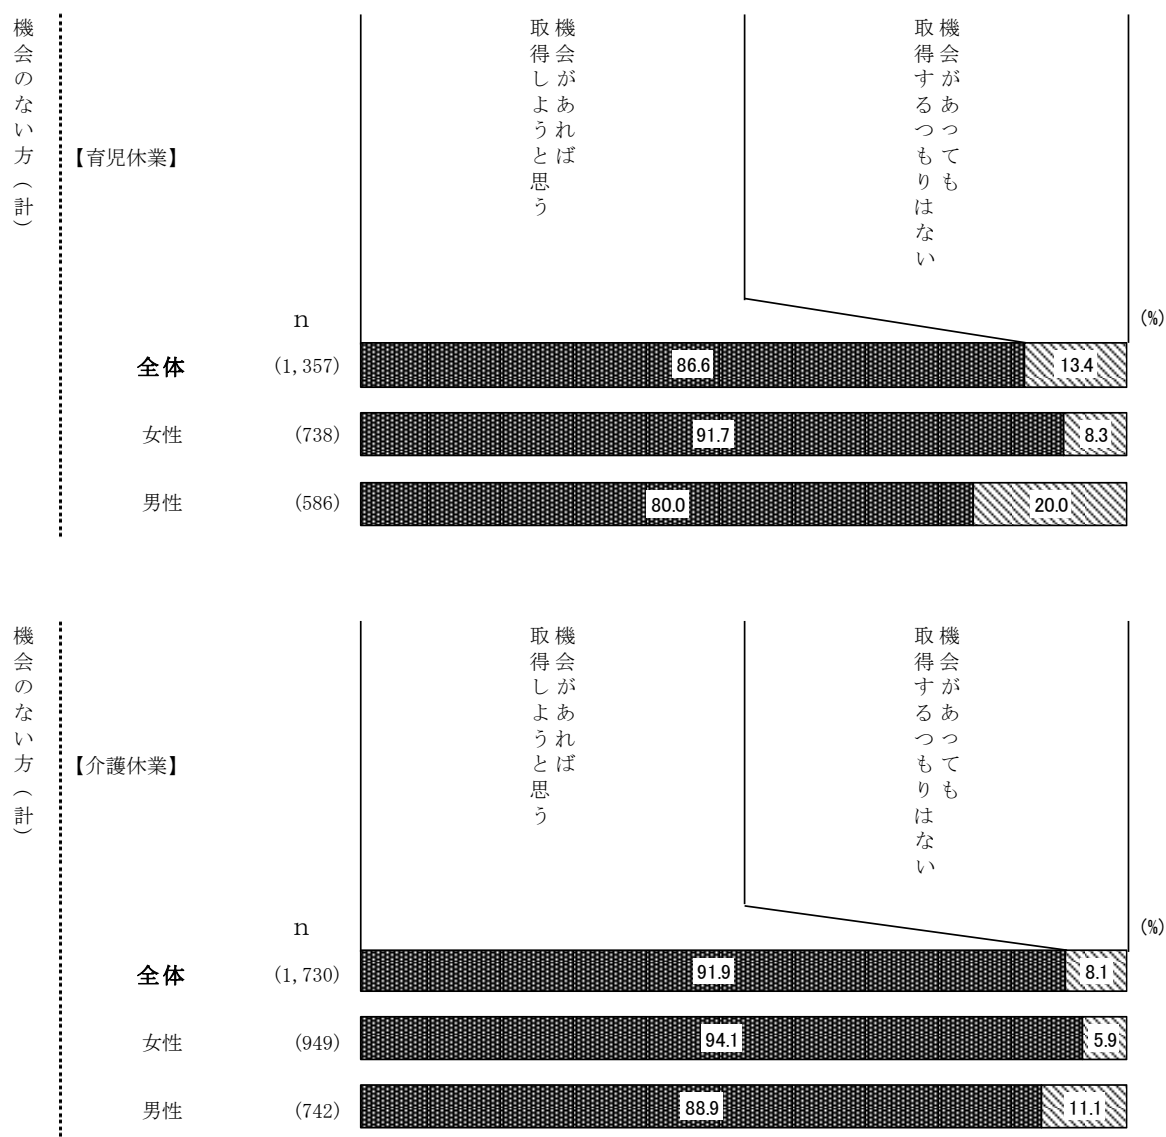 機会のない方（計）
【育児休業】
機会があれば
取得しようと思う
機会があっても
取得するつもりはない
n
(%)
全体 (1,357) 86.6 13.4
女性 (738) 91.7 8.3
男性 (586) 80.0 20.0
機会のない方（計）
【介護休業】
機会があれば
取得しようと思う
機会があっても
取得するつもりはない
n
(%)
全体 (1,730) 91.9 8.1
女性 (949) 94.1 5.9
男性 (742) 88.9 11.1